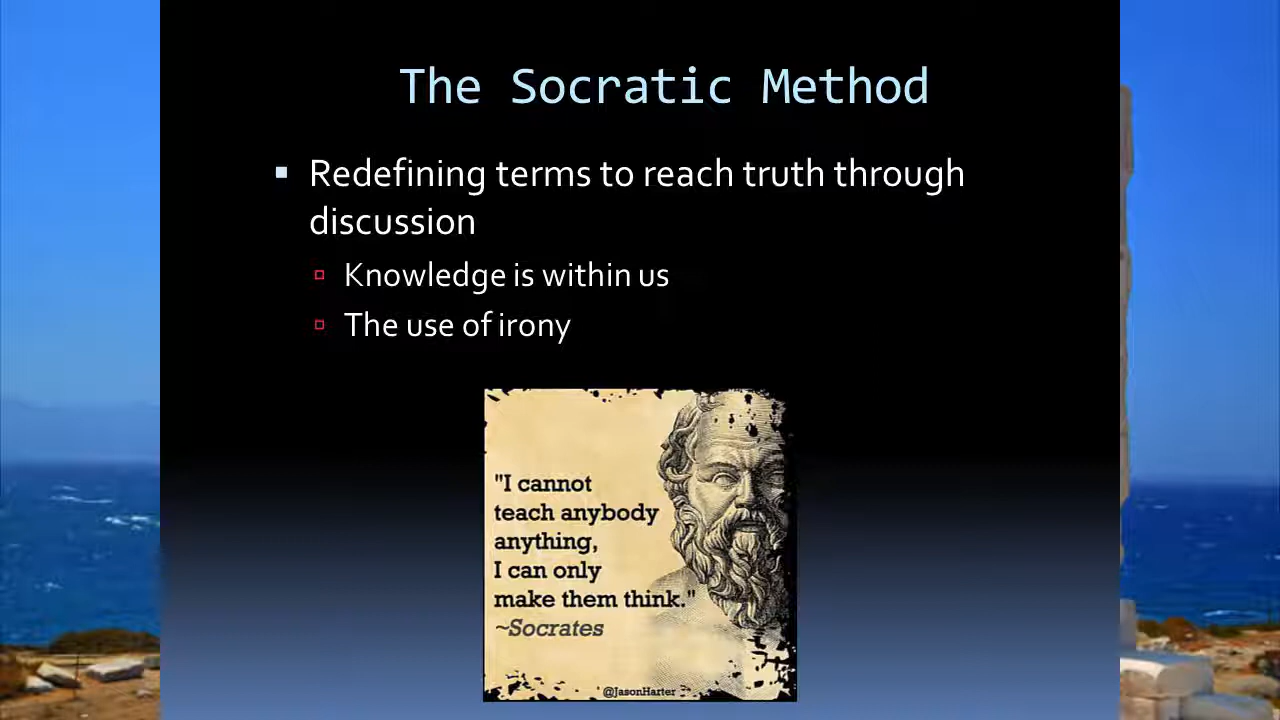 The Socratic Method
Redefining terms to reach truth through
discussion
Knowledge is within us
The use of irony
"I cannot
teach anybody
anything,
I can only
make them think."
~Socrates
@JasonHarter